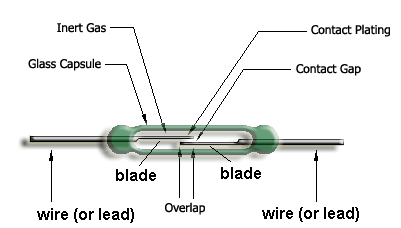 Inert Gas
Contact Plating
Glass Capsule
Contact Gap
blade
blade
Overlap
wire (or lead)
wire (or lead)